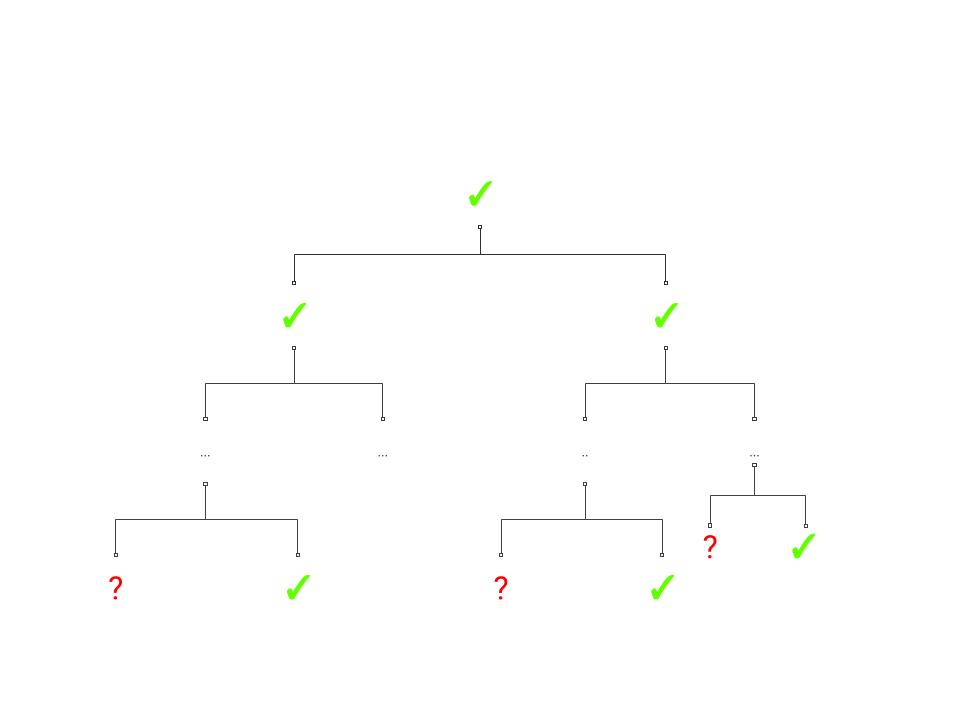 ✓
✓ ✓
... ... .. ...
? ✓
? ✓ ? ✓